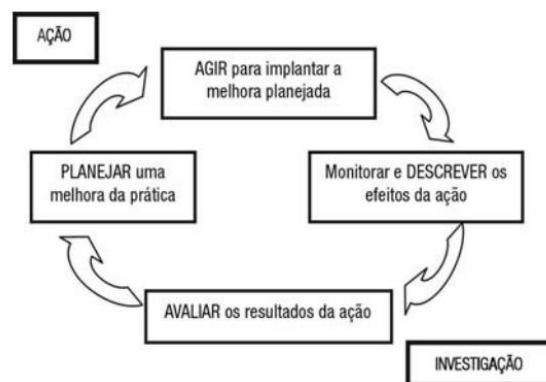 AÇÃO
AGIR para implantar a
melhora planejada
PLANEJAR uma
melhora da prática
Monitorar e DESCREVER os
efeitos da ação
AVALIAR os resultados da ação
INVESTIGAÇÃO